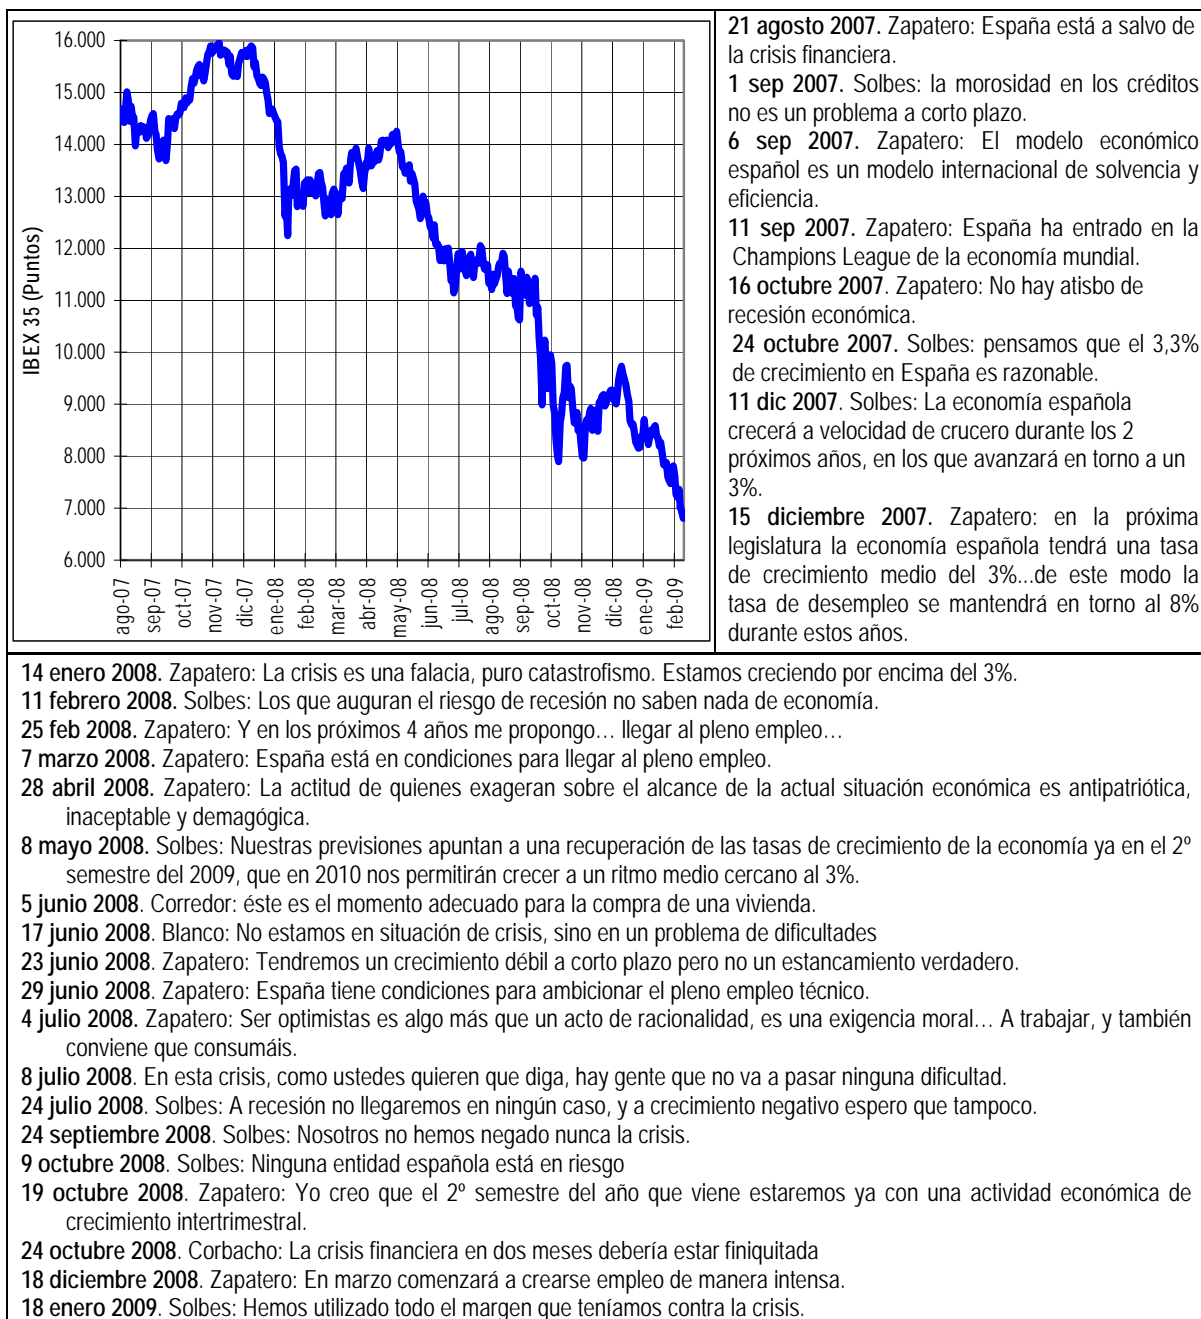 16.000
15.000
14.000
13.000
12.000
11.000
10.000
9.000
8.000
7.000
6.000
IBEX 35 (Puntos)
ago-07
sep-07
oct-07
nov-07
dic-07
ene-08
feb-08
mar-08
abr-08
may-08
jun-08
jul-08
ago-08
sep-08
oct-08
nov-08
dic-08
ene-09
feb-09
21 agosto 2007. Zapatero: España está a salvo de
la crisis financiera.
1 sep 2007. Solbes: la morosidad en los créditos
no es un problema a corto plazo.
6 sep 2007. Zapatero: El modelo económico
español es un modelo internacional de solvencia y
eficiencia.
11 sep 2007. Zapatero: España ha entrado en la
Champions League de la economía mundial.
16 octubre 2007. Zapatero: No hay atisbo de
recesión económica.
24 octubre 2007. Solbes: pensamos que el 3,3%
de crecimiento en España es razonable.
11 dic 2007. Solbes: La economía española
crecerá a velocidad de crucero durante los 2
próximos años, en los que avanzará en torno a un
3%.
15 diciembre 2007. Zapatero: en la próxima
legislatura la economía española tendrá una tasa
de crecimiento medio del 3%...de este modo la
tasa de desempleo se mantendrá en torno al 8%
durante estos años.
14 enero 2008. Zapatero: La crisis es una falacia, puro catastrofismo. Estamos creciendo por encima del 3%.
11 febrero 2008. Solbes: Los que auguran el riesgo de recesión no saben nada de economía.
25 feb 2008. Zapatero: Y en los próximos 4 años me propongo… llegar al pleno empleo…
7 marzo 2008. Zapatero: España está en condiciones para llegar al pleno empleo.
28 abril 2008. Zapatero: La actitud de quienes exageran sobre el alcance de la actual situación económica es antipatriótica,
inaceptable y demagógica.
8 mayo 2008. Solbes: Nuestras previsiones apuntan a una recuperación de las tasas de crecimiento de la economía ya en el 2º
semestre del 2009, que en 2010 nos permitirán crecer a un ritmo medio cercano al 3%.
5 junio 2008. Corredor: éste es el momento adecuado para la compra de una vivienda.
17 junio 2008. Blanco: No estamos en situación de crisis, sino en un problema de dificultades
23 junio 2008. Zapatero: Tendremos un crecimiento débil a corto plazo pero no un estancamiento verdadero.
29 junio 2008. Zapatero: España tiene condiciones para ambicionar el pleno empleo técnico.
4 julio 2008. Zapatero: Ser optimistas es algo más que un acto de racionalidad, es una exigencia moral… A trabajar, y también
conviene que consumáis.
8 julio 2008. En esta crisis, como ustedes quieren que diga, hay gente que no va a pasar ninguna dificultad.
24 julio 2008. Solbes: A recesión no llegaremos en ningún caso, y a crecimiento negativo espero que tampoco.
24 septiembre 2008. Solbes: Nosotros no hemos negado nunca la crisis.
9 octubre 2008. Solbes: Ninguna entidad española está en riesgo
19 octubre 2008. Zapatero: Yo creo que el 2º semestre del año que viene estaremos ya con una actividad económica de
crecimiento intertrimestral.
24 octubre 2008. Corbacho: La crisis financiera en dos meses debería estar finiquitada
18 diciembre 2008. Zapatero: En marzo comenzará a crearse empleo de manera intensa.
18 enero 2009. Solbes: Hemos utilizado todo el margen que teníamos contra la crisis.